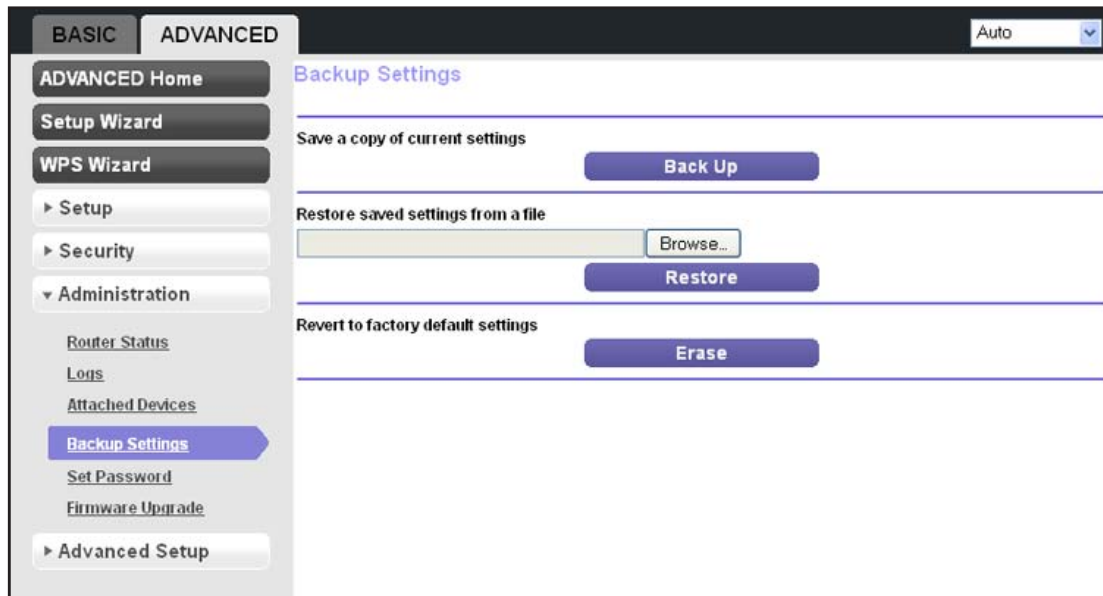 BASIC
ADVANCED
Auto
ADVANCED Home
Setup Wizard
WPS Wizard
Setup
Security
Administration
Router Status
Logs
Attached Devices
Backup Settings
Set Password
Firmware Upgrade
Advanced Setup
Backup Settings
Save a copy of current settings
Back Up
Restore saved settings from a file
Browse...
Restore
Revert to factory default settings
Erase